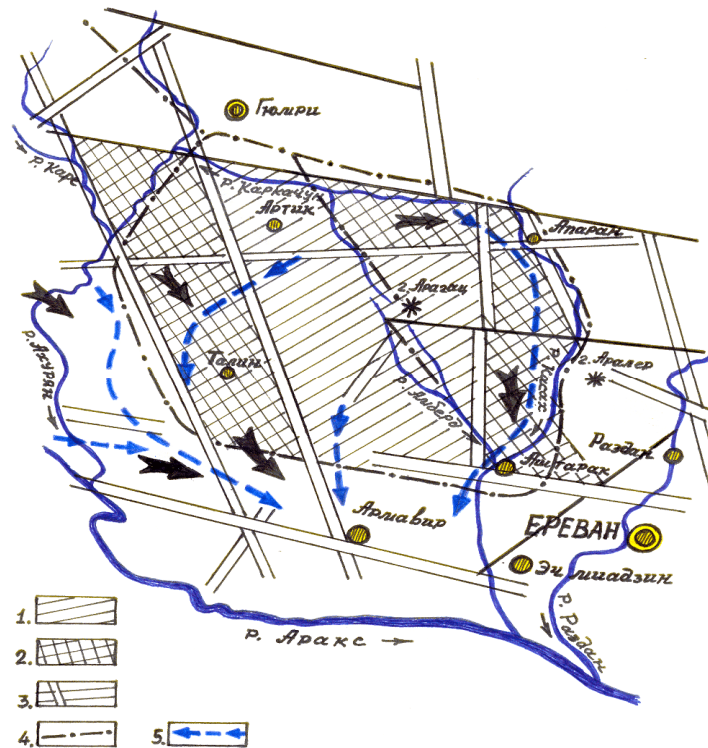 Гюмри
р. Карс
р. Каркачун
Артик
Апаран
г. Арагац
г. Аралер
Талин
р. Ахурян
р. Амберд
р. Касах
Аштарак
Раздан
Армавир
ЕРЕВАН
Эчмиадзин
р. Раздан
р. Аракс
1.
2.
3.
4.
5.